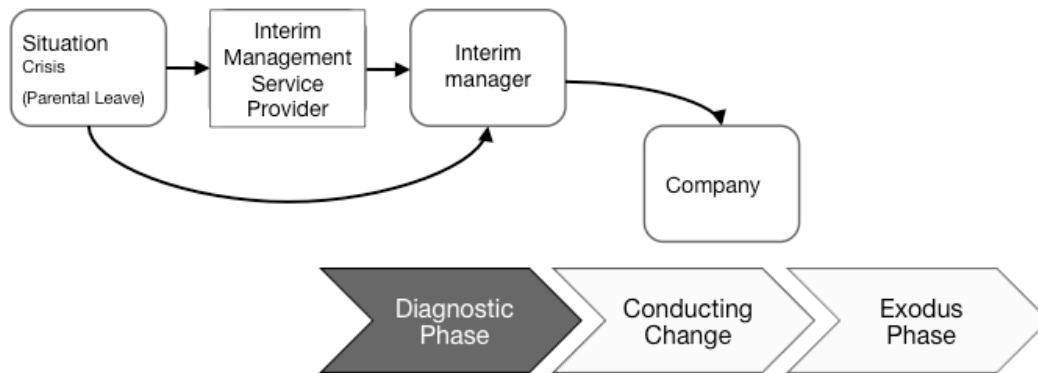 Situation
Crisis
(Parental Leave)
Interim
Management
Service
Provider
Interim
manager
Company
Diagnostic
Phase
Conducting
Change
Exodus
Phase